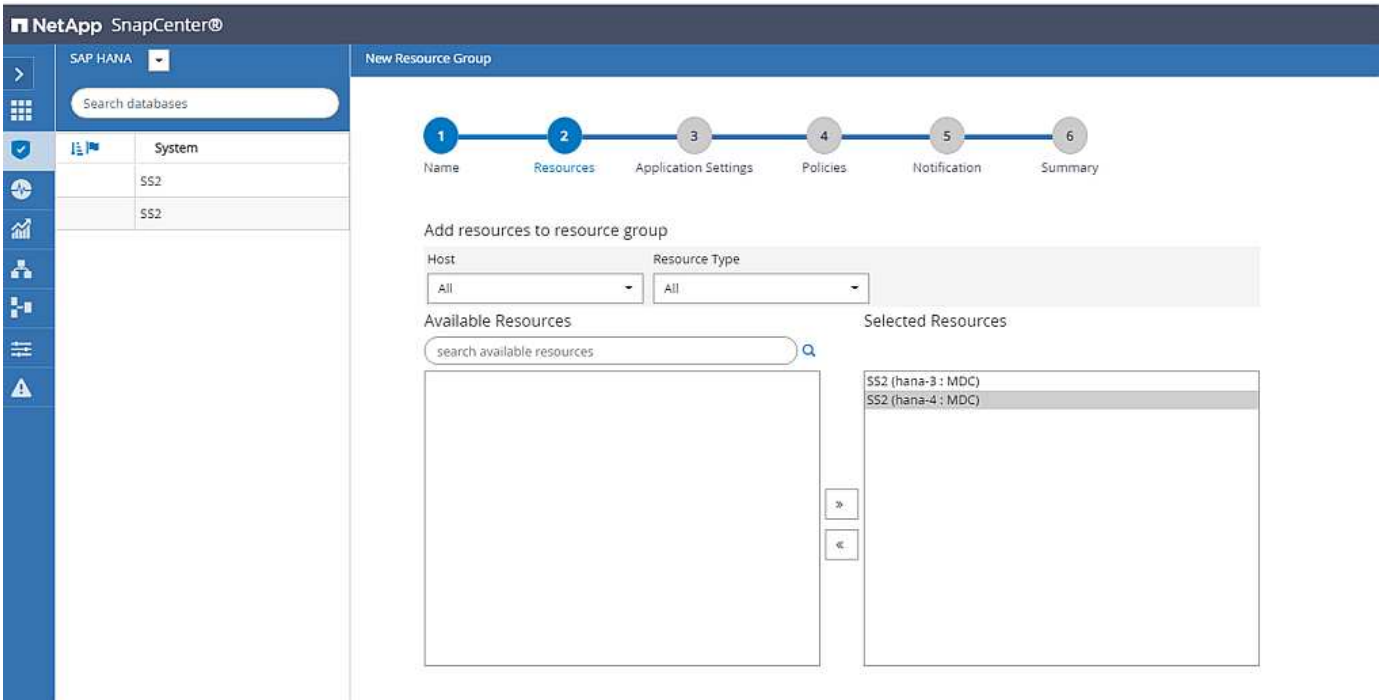 NetApp SnapCenter®
SAP HANA
Search databases
System
SS2
SS2
New Resource Group
1 2 3 4 5 6
Name Resources Application Settings Policies Notification Summary
Add resources to resource group
Host Resource Type
All All
Available Resources Selected Resources
search available resources
SS2 (hana-3 : MDC)
SS2 (hana-4 : MDC)